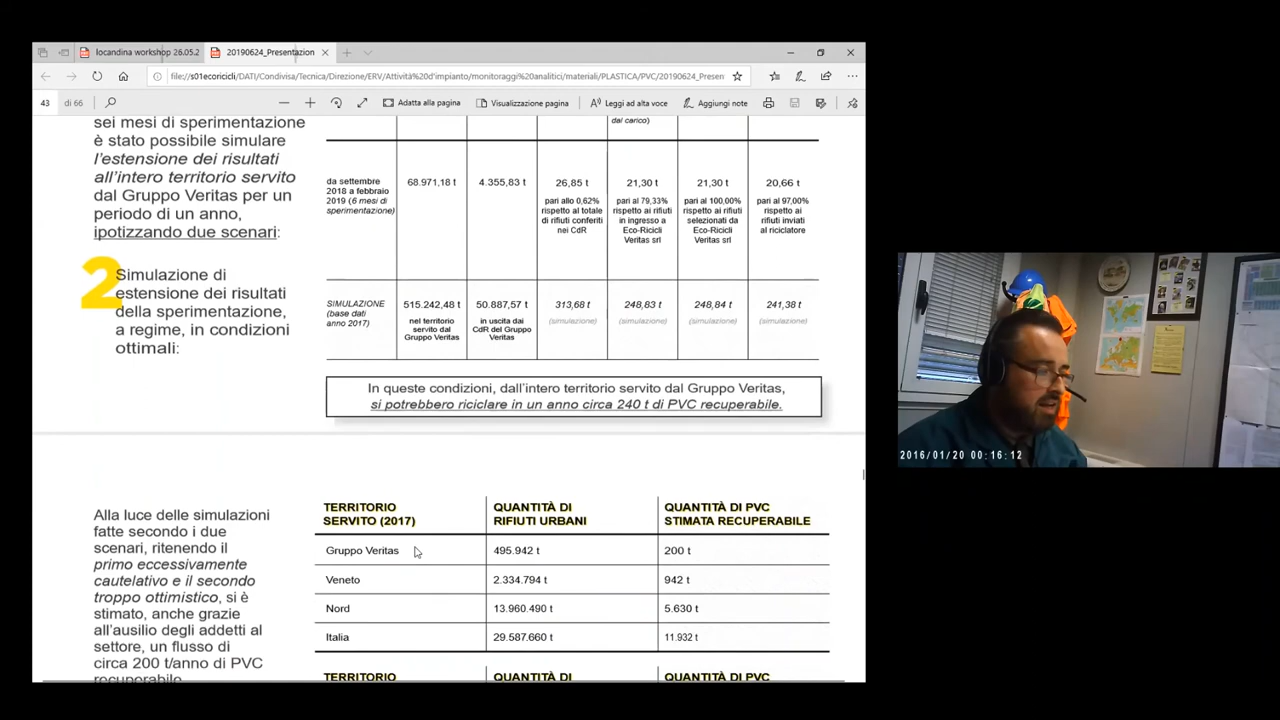 locandina workshop 26.05.2
20190624_Presentazion
file://s01ecoricicli/DATI/Condivisa/Tecnica/Direzione/ERV/Attività%20d'impianto/monitoraggi%20analitici/materiali/PLASTICA/PVC/20190624_Presen
43
di 66
Adatta alla pagina
Visualizzazione pagina
Leggi ad alta voce
Aggiungi note
sei mesi di sperimentazione
è stato possibile simulare
l'estensione dei risultati
all'intero territorio servito
dal Gruppo Veritas per un
periodo di un anno,
ipotizzando due scenari:
2
Simulazione di
estensione dei risultati
della sperimentazione,
a regime, in condizioni
ottimali:
dal carico)
da settembre
2018 a febbraio
2019 (6 mesi di
sperimentazione)
68.971,18 t
4.355,83 t
26,85 t
pari allo 0,62%
rispetto al totale
di rifiuti conferiti
nei CdR
21,30 t
pari al 79,33%
rispetto ai rifiuti
in ingresso a
Eco-Ricicli
Veritas srl
21,30 t
pari al 100,00%
rispetto ai rifiuti
selezionati da
Eco-Ricicli
Veritas srl
20,66 t
pari al 97,00%
rispetto ai
rifiuti inviati
al riciclatore
SIMULAZIONE
(base dati
anno 2017)
515.242,48 t
nel territorio
servito dal
Gruppo Veritas
50.887,57 t
in uscita dai
CdR del Gruppo
Veritas
313,68 t
(simulazione)
248,83 t
(simulazione)
248,84 t
(simulazione)
241,38 t
(simulazione)
In queste condizioni, dall'intero territorio servito dal Gruppo Veritas,
si potrebbero riciclare in un anno circa 240 t di PVC recuperabile.
Alla luce delle simulazioni
fatte secondo i due
scenari, ritenendo il
primo eccessivamente
cautelativo e il secondo
troppo ottimistico, si è
stimato, anche grazie
all'ausilio degli addetti al
settore, un flusso di
circa 200 t/anno di PVC
recuperabile
TERRITORIO
SERVITO (2017)
QUANTITÀ DI
RIFIUTI URBANI
QUANTITÀ DI PVC
STIMATA RECUPERABILE
Gruppo Veritas 495.942 t 200 t
Veneto 2.334.794 t 942 t
Nord 13.960.490 t 5.630 t
Italia 29.587.660 t 11.932 t
TERRITORIO QUANTITÀ DI QUANTITÀ DI PVC
2016/01/20 00:16:12